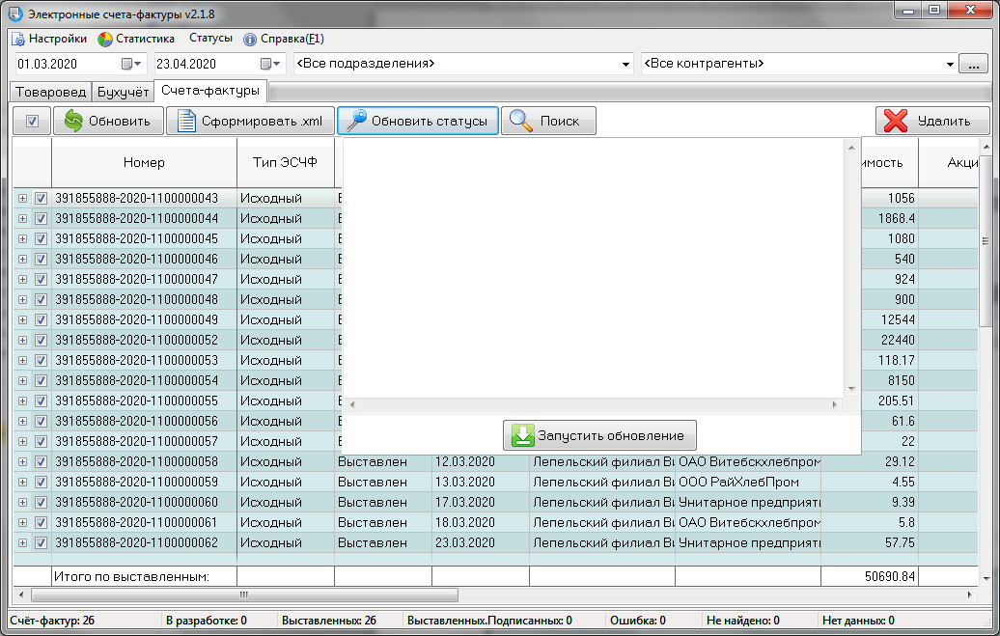 Электронные счета-фактуры v2.1.8
Настройки Статистика Статусы Справка(F1)
01.03.2020 23.04.2020 <Все подразделения> <Все контрагенты> ...
Товаровед Бухучёт Счета-фактуры
Обновить Сформировать .xml Обновить статусы Поиск Удалить
Номер Тип ЭСЧФ имость Акци
391855888-2020-1100000043 Исходный 1056
391855888-2020-1100000044 Исходный 1868.4
391855888-2020-1100000045 Исходный 1080
391855888-2020-1100000046 Исходный 540
391855888-2020-1100000047 Исходный 924
391855888-2020-1100000048 Исходный 900
391855888-2020-1100000049 Исходный 12544
391855888-2020-1100000052 Исходный 22440
391855888-2020-1100000053 Исходный 118.17
391855888-2020-1100000054 Исходный 8150
391855888-2020-1100000055 Исходный 205.51
391855888-2020-1100000056 Исходный 61.6
391855888-2020-1100000057 Исходный 22
Запустить обновление
391855888-2020-1100000058 Исходный Выставлен 12.03.2020 Лепельский филиал Ви ОАО Витебскхлебпром 29.12
391855888-2020-1100000059 Исходный Выставлен 13.03.2020 Лепельский филиал Ви ООО РайХлебПром 4.55
391855888-2020-1100000060 Исходный Выставлен 17.03.2020 Лепельский филиал Ви Унитарное предприяти 9.39
391855888-2020-1100000061 Исходный Выставлен 18.03.2020 Лепельский филиал Ви ОАО Витебскхлебпром 5.8
391855888-2020-1100000062 Исходный Выставлен 23.03.2020 Лепельский филиал Ви Унитарное предприяти 57.75
Итого по выставленным: 50690.84
Счёт-фактур: 26 В разработке: 0 Выставленных: 26 Выставленных.Подписанных: 0 Ошибка: 0 Не найдено: 0 Нет данных: 0